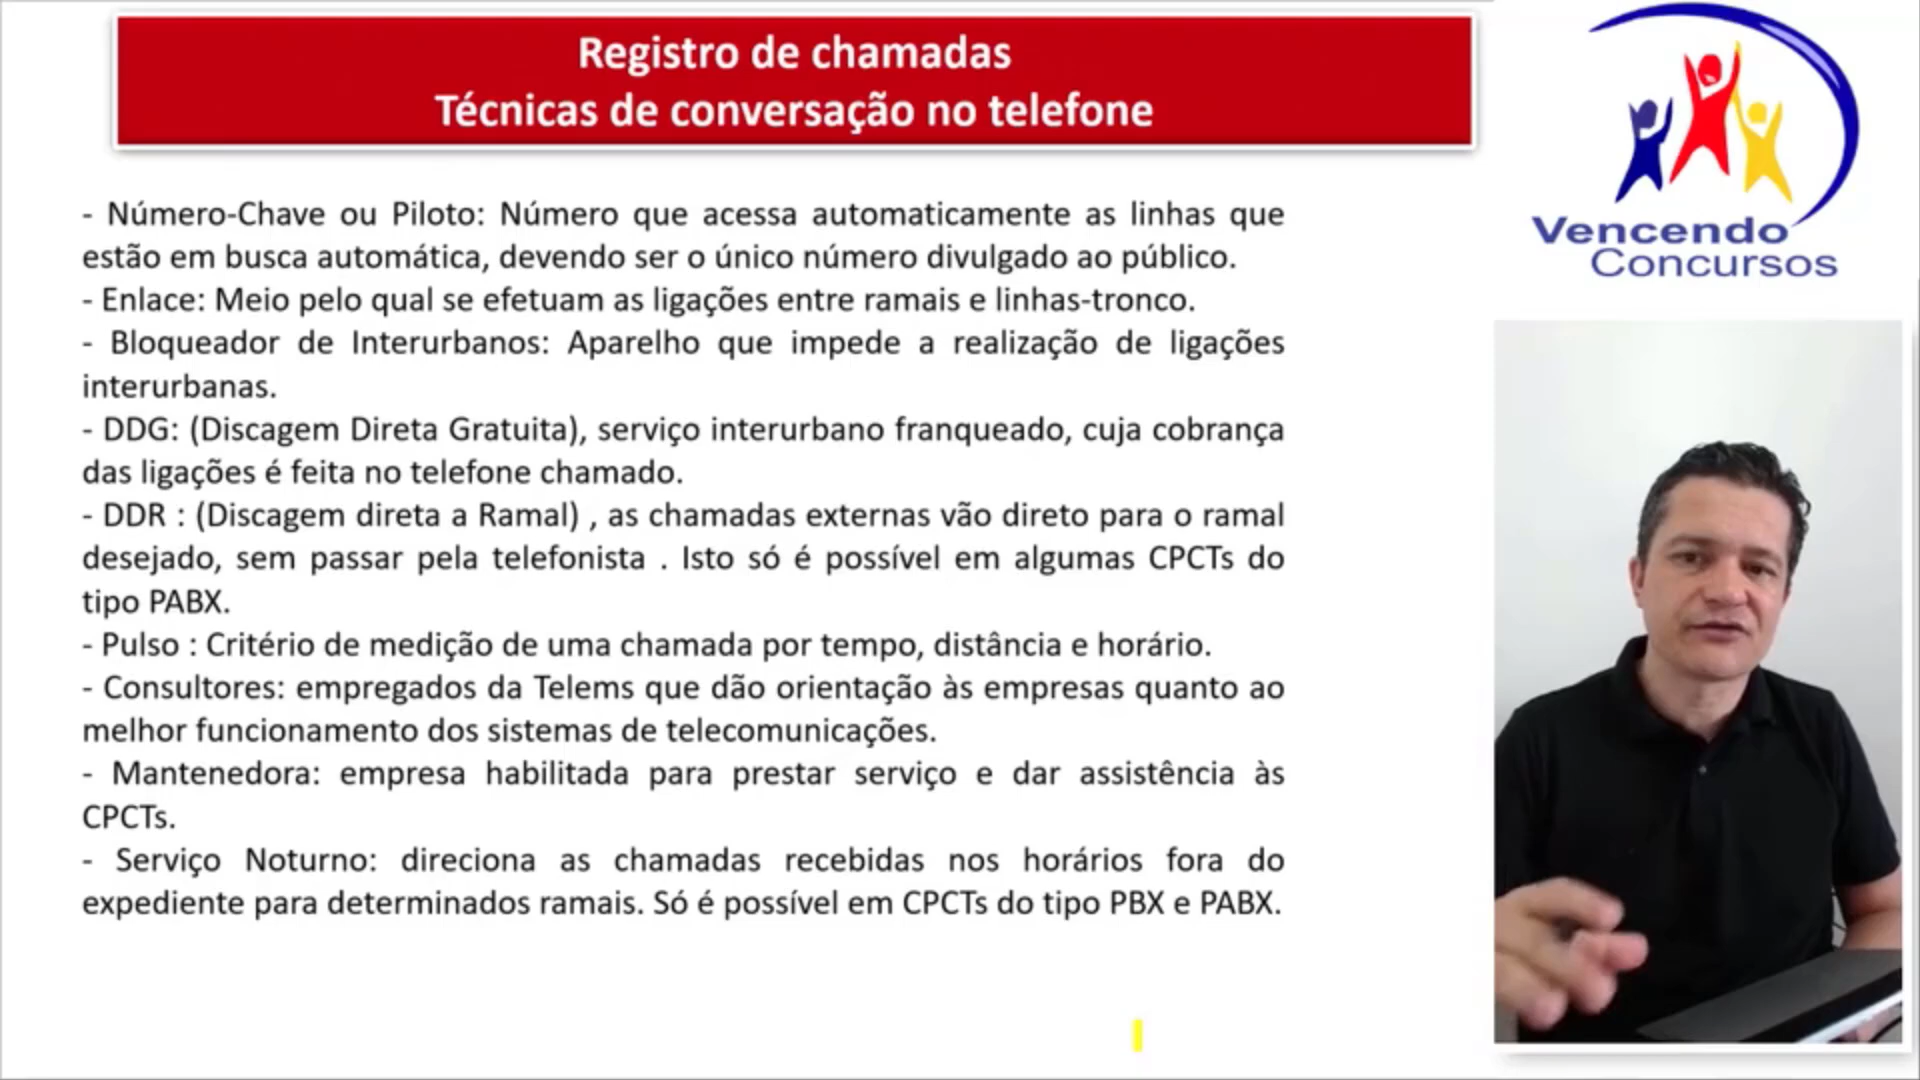 Registro de chamadas
Técnicas de conversação no telefone
Vencendo
Concursos
- Número-Chave ou Piloto: Número que acessa automaticamente as linhas que
estão em busca automática, devendo ser o único número divulgado ao público.
- Enlace: Meio pelo qual se efetuam as ligações entre ramais e linhas-tronco.
- Bloqueador de Interurbanos: Aparelho que impede a realização de ligações
interurbanas.
- DDG: (Discagem Direta Gratuita), serviço interurbano franqueado, cuja cobrança
das ligações é feita no telefone chamado.
- DDR : (Discagem direta a Ramal) , as chamadas externas vão direto para o ramal
desejado, sem passar pela telefonista . Isto só é possível em algumas CPCTs do
tipo PABX.
- Pulso : Critério de medição de uma chamada por tempo, distância e horário.
- Consultores: empregados da Telems que dão orientação às empresas quanto ao
melhor funcionamento dos sistemas de telecomunicações.
- Mantenedora: empresa habilitada para prestar serviço e dar assistência às
CPCTs.
- Serviço Noturno: direciona as chamadas recebidas nos horários fora do
expediente para determinados ramais. Só é possível em CPCTs do tipo PBX e PABX.